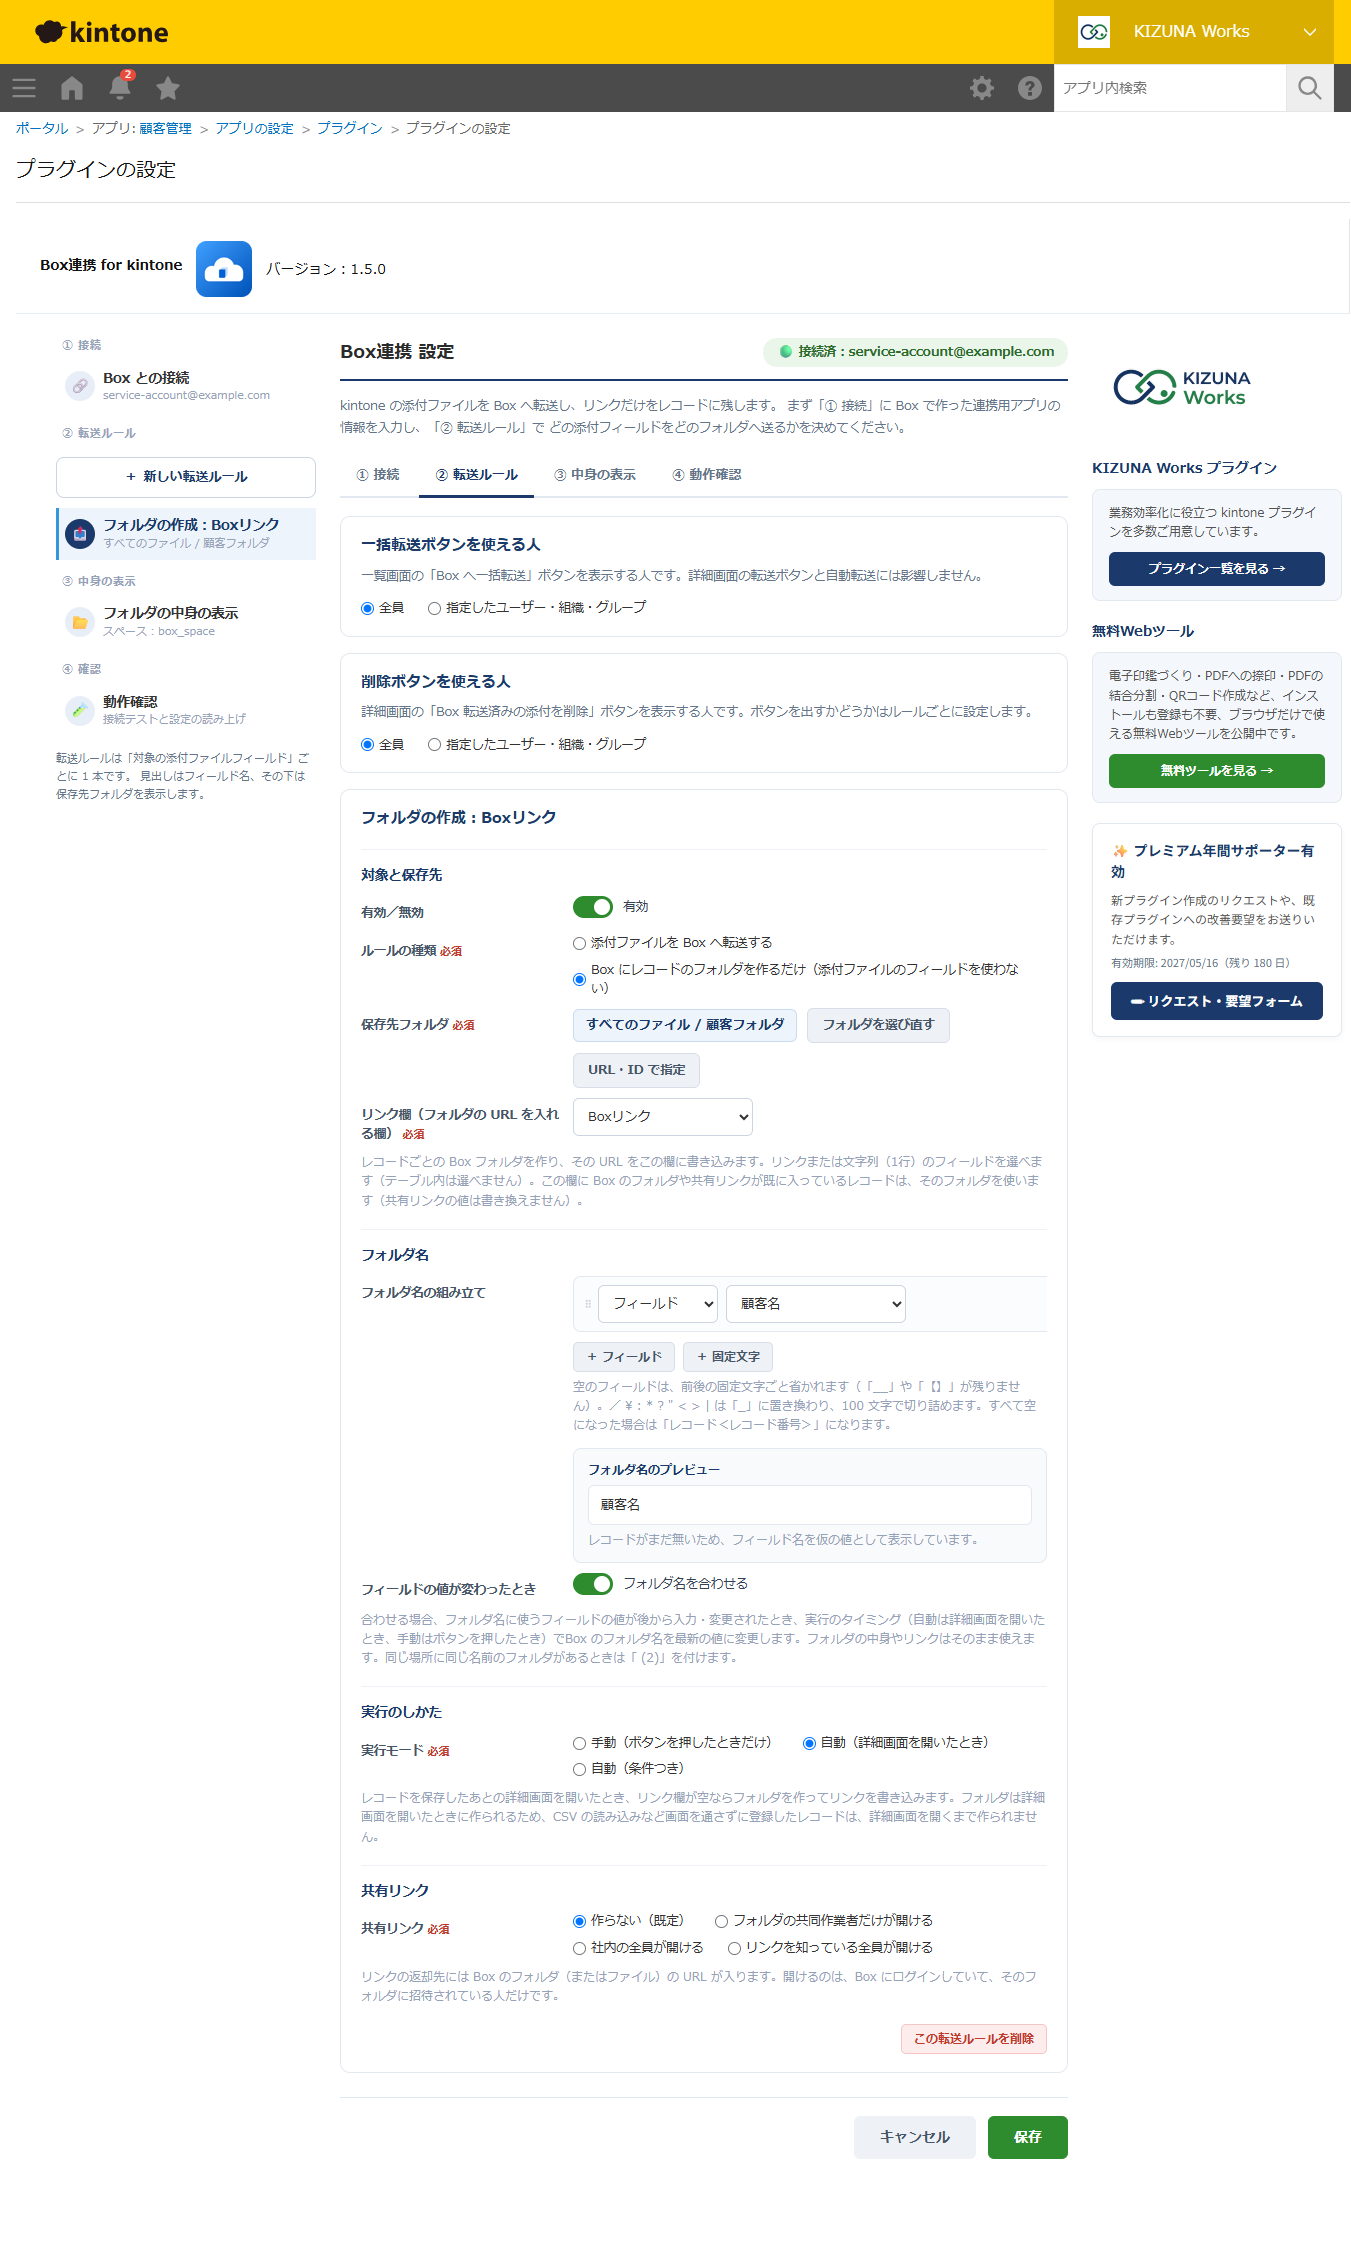 kintone
KIZUNA Works
2
アプリ内検索
ポータル > アプリ: 顧客管理 > アプリの設定 > プラグイン > プラグインの設定
プラグインの設定
Box連携 for kintone
バージョン：1.5.0
① 接続
Box との接続
service-account@example.com
② 転送ルール
＋ 新しい転送ルール
フォルダの作成：Boxリンク
すべてのファイル / 顧客フォルダ
③ 中身の表示
フォルダの中身の表示
スペース：box_space
④ 確認
動作確認
接続テストと設定の読み上げ
転送ルールは「対象の添付ファイルフィールド」ご
とに 1 本です。 見出しはフィールド名、その下は
保存先フォルダを表示します。
Box連携 設定
接続済：service-account@example.com
kintone の添付ファイルを Box へ転送し、リンクだけをレコードに残します。 まず「① 接続」に Box で作った連携用アプリの
情報を入力し、「② 転送ルール」で どの添付フィールドをどのフォルダへ送るかを決めてください。
① 接続
② 転送ルール
③ 中身の表示
④ 動作確認
一括転送ボタンを使える人
一覧画面の「Box へ一括転送」ボタンを表示する人です。詳細画面の転送ボタンと自動転送には影響しません。
全員
指定したユーザー・組織・グループ
削除ボタンを使える人
詳細画面の「Box 転送済みの添付を削除」ボタンを表示する人です。ボタンを出すかどうかはルールごとに設定します。
全員
指定したユーザー・組織・グループ
フォルダの作成：Boxリンク
対象と保存先
有効／無効
有効
ルールの種類 必須
添付ファイルを Box へ転送する
Box にレコードのフォルダを作るだけ（添付ファイルのフィールドを使わな
い）
保存先フォルダ 必須
すべてのファイル / 顧客フォルダ
フォルダを選び直す
URL・ID で指定
リンク欄（フォルダの URL を入れ
る欄） 必須
Boxリンク
レコードごとの Box フォルダを作り、その URL をこの欄に書き込みます。リンクまたは文字列（1行）のフィールドを選べま
す（テーブル内は選べません）。この欄に Box のフォルダや共有リンクが既に入っているレコードは、そのフォルダを使いま
す（共有リンクの値は書き換えません）。
フォルダ名
フォルダ名の組み立て
フィールド
顧客名
＋ フィールド
＋ 固定文字
空のフィールドは、前後の固定文字ごと省かれます（「__」や「【】」が残りませ
ん）。／ ¥ : * ? " < > | は「_」に置き換わり、100 文字で切り詰めます。すべて空
になった場合は「レコード＜レコード番号＞」になります。
フォルダ名のプレビュー
顧客名
レコードがまだ無いため、フィールド名を仮の値として表示しています。
フィールドの値が変わったとき
フォルダ名を合わせる
合わせる場合、フォルダ名に使うフィールドの値が後から入力・変更されたとき、実行のタイミング（自動は詳細画面を開いた
とき、手動はボタンを押したとき）でBox のフォルダ名を最新の値に変更します。フォルダの中身やリンクはそのまま使えま
す。同じ場所に同じ名前のフォルダがあるときは「 (2)」を付けます。
実行のしかた
実行モード 必須
手動（ボタンを押したときだけ）
自動（詳細画面を開いたとき）
自動（条件つき）
レコードを保存したあとの詳細画面を開いたとき、リンク欄が空ならフォルダを作ってリンクを書き込みます。フォルダは詳細
画面を開いたときに作られるため、CSV の読み込みなど画面を通さずに登録したレコードは、詳細画面を開くまで作られませ
ん。
共有リンク
共有リンク 必須
作らない（既定）
フォルダの共同作業者だけが開ける
社内の全員が開ける
リンクを知っている全員が開ける
リンクの返却先には Box のフォルダ（またはファイル）の URL が入ります。開けるのは、Box にログインしていて、そのフ
ォルダに招待されている人だけです。
この転送ルールを削除
キャンセル
保存
KIZUNA
Works
KIZUNA Works プラグイン
業務効率化に役立つ kintone プラグイ
ンを多数ご用意しています。
プラグイン一覧を見る →
無料Webツール
電子印鑑づくり・PDFへの捺印・PDFの
結合分割・QRコード作成など、インス
トールも登録も不要、ブラウザだけで使
える無料Webツールを公開中です。
無料ツールを見る →
プレミアム年間サポーター有
効
新プラグイン作成のリクエストや、既
存プラグインへの改善要望をお送りい
ただけます。
有効期限: 2027/05/16（残り 180 日）
リクエスト・要望フォーム